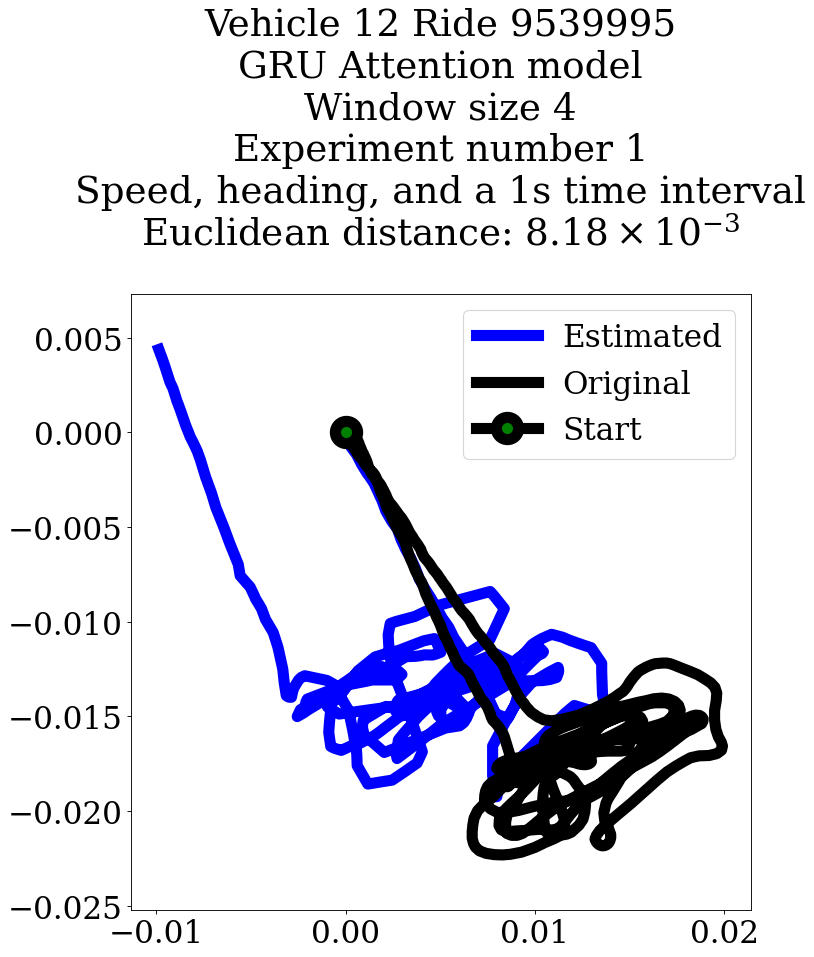 Vehicle 12 Ride 9539995
GRU Attention model
Window size 4
Experiment number 1
Speed, heading, and a 1s time interval
Euclidean distance: 8.18 × 10⁻³
Estimated
Original
Start
0.005
0.000
−0.005
−0.010
−0.015
−0.020
−0.025
−0.01 0.00 0.01 0.02